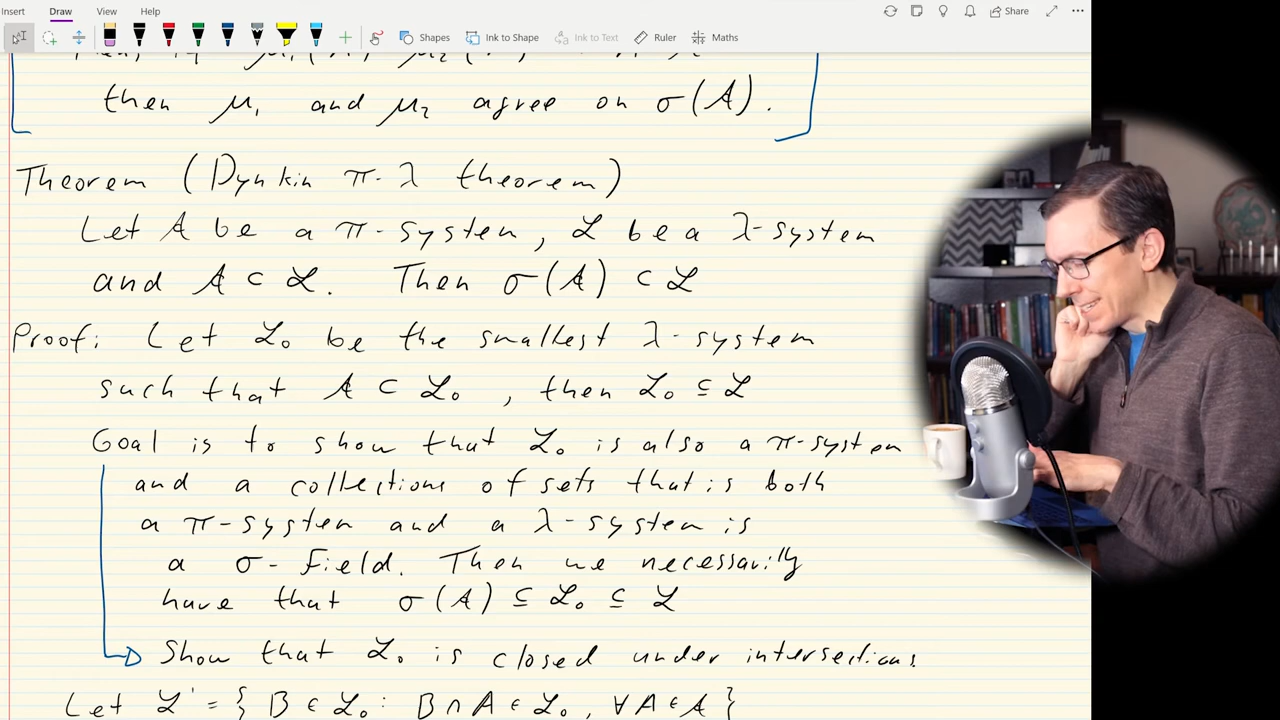 Insert Draw View Help Share
Shapes Ink to Shape Ink to Text Ruler Maths
then μ₁ and μ₂ agree on σ(A).
Theorem (Dynkin π-λ theorem)
Let A be a π-system, ℒ be a λ-system
and A ⊂ ℒ. Then σ(A) ⊂ ℒ
Proof: Let ℒ₀ be the smallest λ-system
such that A ⊂ ℒ₀, then ℒ₀ ⊆ ℒ
Goal is to show that ℒ₀ is also a π-system
and a collections of sets that is both
a π-system and a λ-system is
a σ-field. Then we necessarily
have that σ(A) ⊆ ℒ₀ ⊆ ℒ
Show that ℒ₀ is closed under intersections.
Let ℒ' = { B ∈ ℒ₀ : B ∩ A ∈ ℒ₀, ∀A ∈ A }